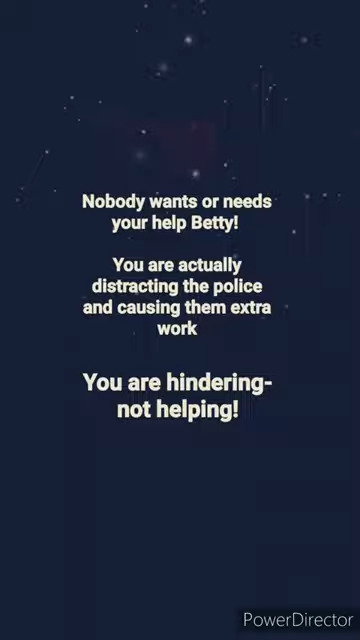 Nobody wants or needs
your help Betty!
You are actually
distracting the police
and causing them extra
work
You are hindering-
not helping!
PowerDirector